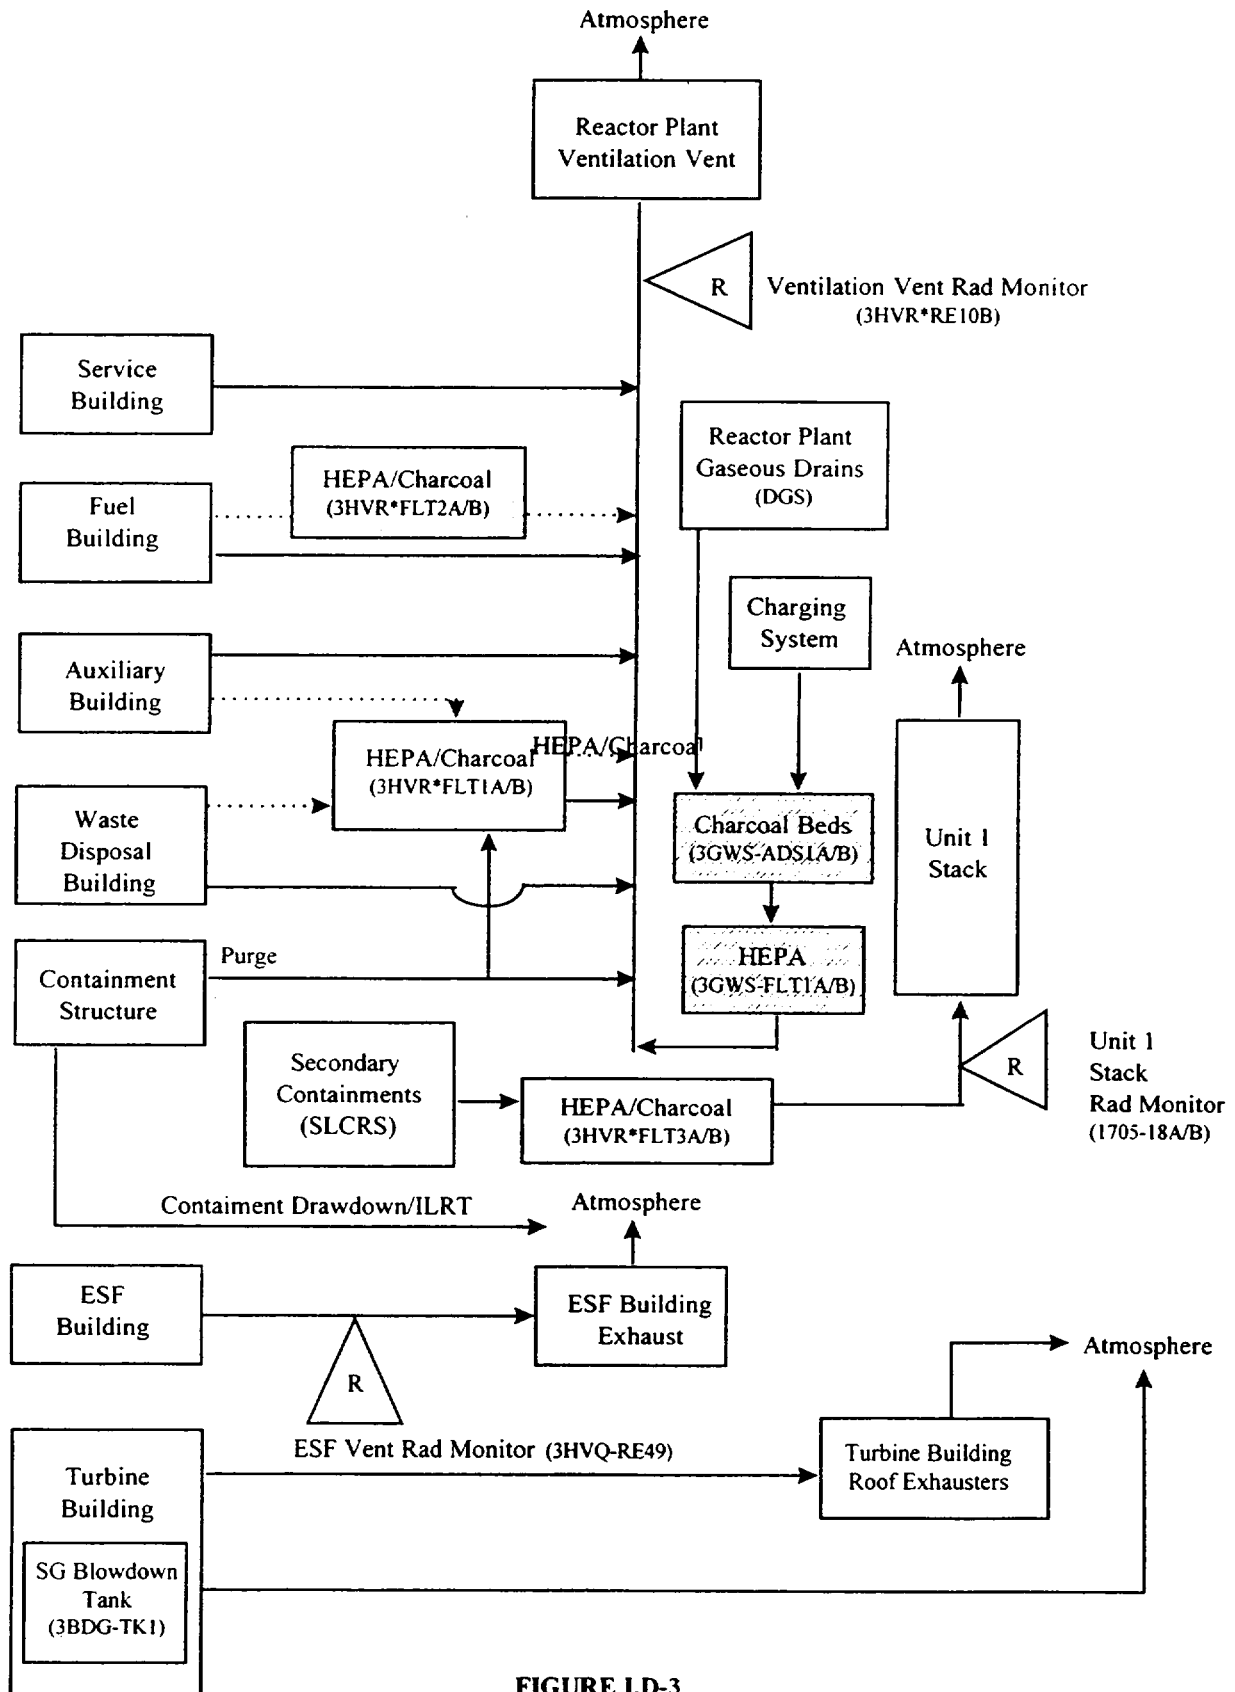 Atmosphere
Reactor Plant
Ventilation Vent
R
Ventilation Vent Rad Monitor
(3HVR*RE10B)
Service
Building
Reactor Plant
Gaseous Drains
(DGS)
HEPA/Charcoal
(3HVR*FLT2A/B)
Fuel
Building
Charging
System
Atmosphere
Auxiliary
Building
HEPA/Charcoal
(3HVR*FLT1A/B)
HEPA/Charcoal
Waste
Disposal
Building
Charcoal Beds
(3GWS-ADS1A/B)
Unit 1
Stack
Purge
HEPA
(3GWS-FLT1A/B)
Containment
Structure
Secondary
Containments
(SLCRS)
HEPA/Charcoal
(3HVR*FLT3A/B)
R
Unit 1
Stack
Rad Monitor
(1705-18A/B)
Contaiment Drawdown/ILRT
Atmosphere
ESF
Building
ESF Building
Exhaust
R
Atmosphere
ESF Vent Rad Monitor (3HVQ-RE49)
Turbine
Building
Turbine Building
Roof Exhausters
SG Blowdown
Tank
(3BDG-TK1)
FIGURE I.D-3